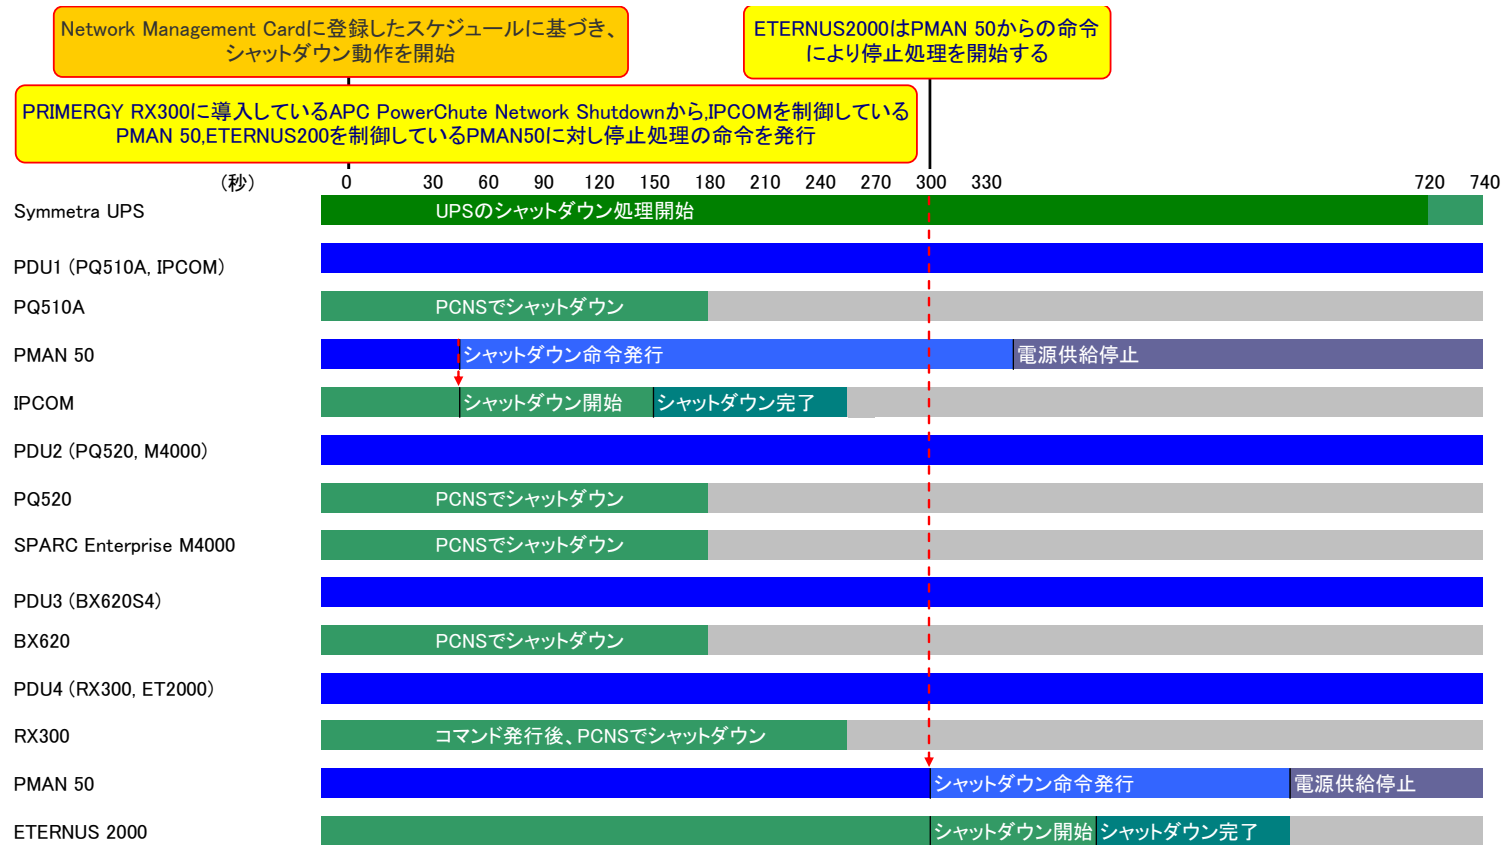 Network Management Cardに登録したスケジュールに基づき、
シャットダウン動作を開始
ETERNUS2000はPMAN 50からの命令
により停止処理を開始する
PRIMERGY RX300に導入しているAPC PowerChute Network Shutdownから,IPCOMを制御している
PMAN 50,ETERNUS200を制御しているPMAN50に対し停止処理の命令を発行
(秒) 0 30 60 90 120 150 180 210 240 270 300 330 720 740
Symmetra UPS UPSのシャットダウン処理開始
PDU1 (PQ510A, IPCOM)
PQ510A PCNSでシャットダウン
PMAN 50 シャットダウン命令発行 電源供給停止
IPCOM シャットダウン開始 シャットダウン完了
PDU2 (PQ520, M4000)
PQ520 PCNSでシャットダウン
SPARC Enterprise M4000 PCNSでシャットダウン
PDU3 (BX620S4)
BX620 PCNSでシャットダウン
PDU4 (RX300, ET2000)
RX300 コマンド発行後、PCNSでシャットダウン
PMAN 50 シャットダウン命令発行 電源供給停止
ETERNUS 2000 シャットダウン開始 シャットダウン完了